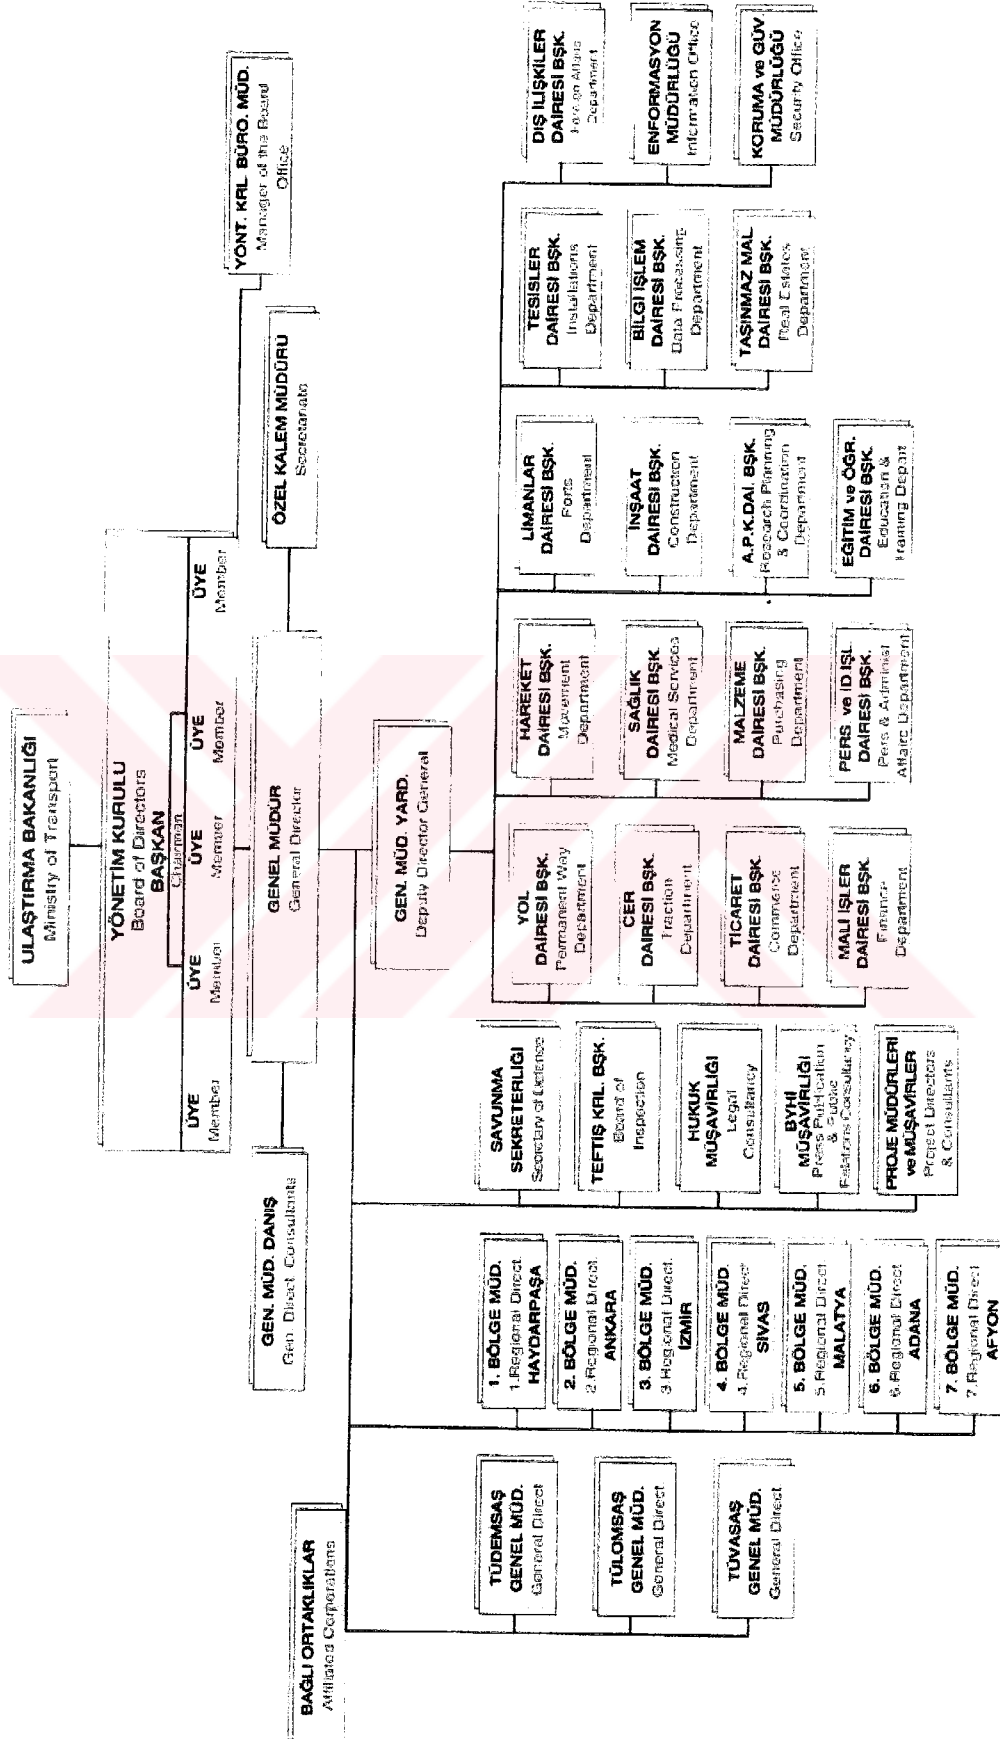 ULAŞTIRMA BAKANLIĞI
Ministry of Transport
YÖNETİM KURULU
Board of Directors
BAŞKAN
Chairman
ÜYE
Member
ÜYE
Member
ÜYE
Member
ÜYE
Member
ÜYE
Member
YÖNT. KRL. BÜRO. MÜD.
Manager of the Board
Office
GEN. MÜD. DANIŞ
Gen. Direct. Consultants
GENEL MÜDÜR
General Director
ÖZEL KALEM MÜDÜRÜ
Secretariate
BAĞLI ORTAKLIKLAR
Affiliated Corporations
GEN. MÜD. YARD.
Deputy Director General
TÜDEMSAŞ
GENEL MÜD.
General Direct
TÜLOMSAŞ
GENEL MÜD.
General Direct
TÜVASAŞ
GENEL MÜD.
General Direct
1. BÖLGE MÜD.
1.Regional Direct
HAYDARPAŞA
2. BÖLGE MÜD.
2.Regional Direct
ANKARA
3. BÖLGE MÜD.
3.Regional Direct.
İZMİR
4. BÖLGE MÜD.
4.Regional Direct
SİVAS
5. BÖLGE MÜD.
5.Regional Direct
MALATYA
6. BÖLGE MÜD.
6.Regional Direct
ADANA
7. BÖLGE MÜD.
7.Regional Direct
AFYON
SAVUNMA
SEKRETERLİĞİ
Secretary of Defence
TEFTİŞ KRL. BŞK.
Board of
Inspection
HUKUK
MÜŞAVİRLİĞİ
Legal
Consultancy
BYHİ
MÜŞAVİRLİĞİ
Press Publication
& Public
Relations Consultancy
PROJE MÜDÜRLERİ
ve MÜŞAVİRLER
Project Directors
& Consultants
YOL
DAİRESİ BŞK.
Permanent Way
Department
CER
DAİRESİ BŞK.
Traction
Department
TİCARET
DAİRESİ BŞK.
Commerce
Department
MALİ İŞLER
DAİRESİ BŞK.
Finance
Department
HAREKET
DAİRESİ BŞK.
Movement
Department
SAĞLIK
DAİRESİ BŞK.
Medical Services
Department
MALZEME
DAİRESİ BŞK.
Purchasing
Department
PERS. ve İD İŞL.
DAİRESİ BŞK.
Pers & Administ
Affairs Department
LİMANLAR
DAİRESİ BŞK.
Ports
Department
İNŞAAT
DAİRESİ BŞK.
Construction
Department
A.P.K.DAİ. BŞK.
Research Planning
& Coordination
Department
EĞİTİM ve ÖĞR.
DAİRESİ BŞK.
Education &
Training Depart
TESİSLER
DAİRESİ BŞK.
Installations
Department
BİLGİ İŞLEM
DAİRESİ BŞK.
Data Processing
Department
TAŞINMAZ MAL.
DAİRESİ BŞK.
Real Estates
Department
DIŞ İLİŞKİLER
DAİRESİ BŞK.
Foreign Affairs
Department
ENFORMASYON
MÜDÜRLÜĞÜ
Information Office
KORUMA ve GÜV.
MÜDÜRLÜĞÜ
Security Office